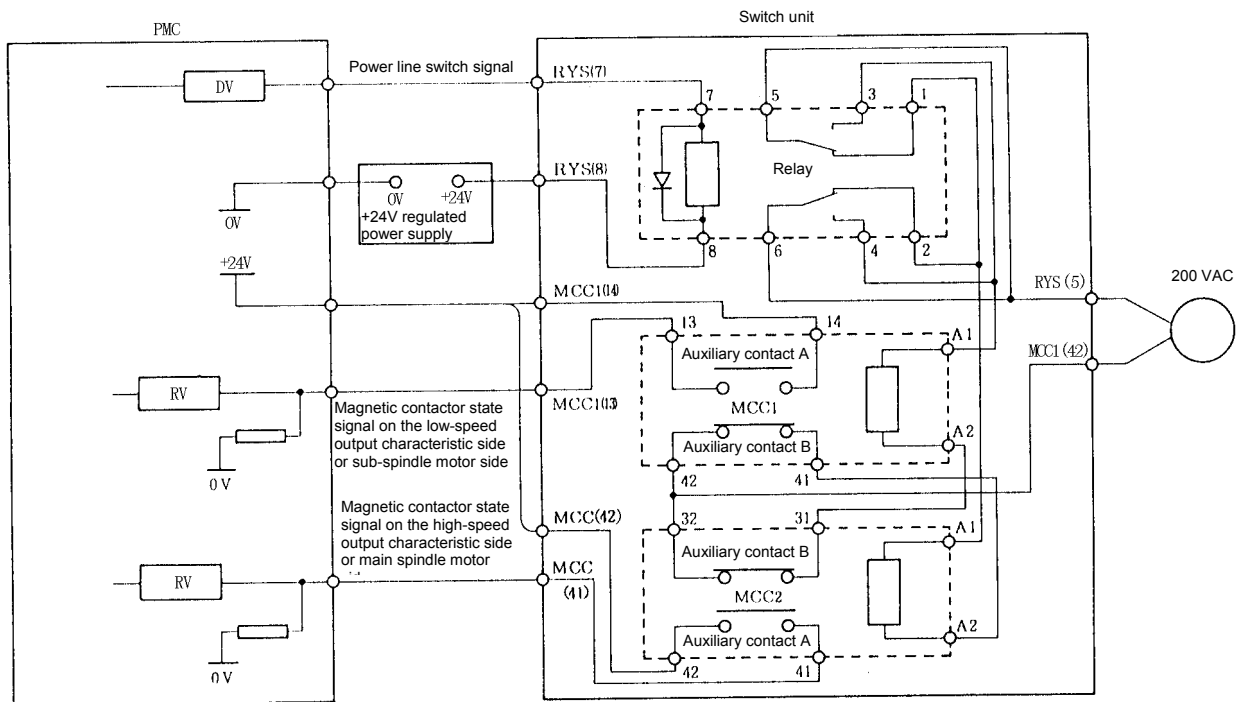 Switch unit
PMC
DV
Power line switch signal
RYS(7)
7
5
3
1
Relay
0V
0V
+24V
+24V regulated
power supply
RYS(8)
8
6
4
2
+24V
MCC1(14)
13
14
RYS (5)
200 VAC
Auxiliary contact A
A1
MCC1(42)
RV
MCC1(13)
MCC1
Magnetic contactor state
signal on the low-speed
output characteristic side
or sub-spindle motor side
0V
Auxiliary contact B
A2
42
41
Magnetic contactor state
signal on the high-speed
output characteristic side
or main spindle motor
32
31
MCC(42)
A1
Auxiliary contact B
RV
MCC
(41)
MCC2
0V
Auxiliary contact A
A2
42
41